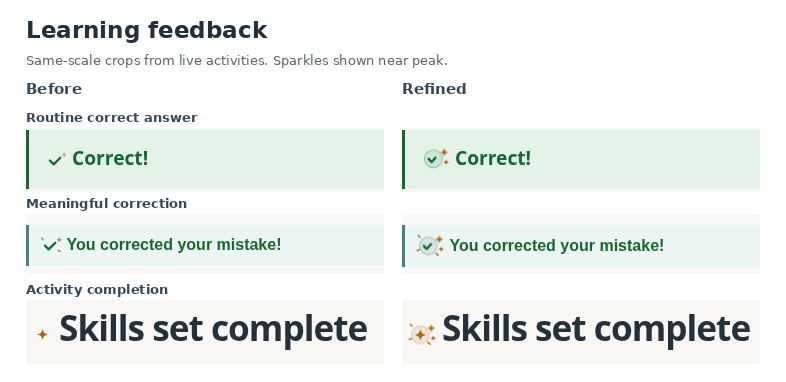 Learning feedback
Same-scale crops from live activities. Sparkles shown near peak.
Before
Refined
Routine correct answer
Correct!
Correct!
Meaningful correction
You corrected your mistake!
You corrected your mistake!
Activity completion
Skills set complete
Skills set complete